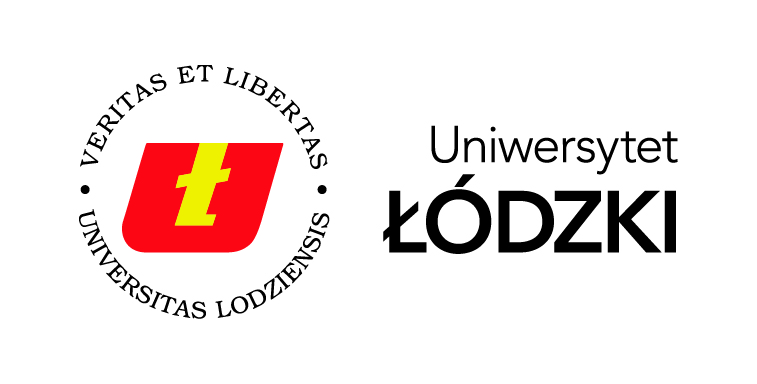 VERITAS ET LIBERTAS
ł
UNIVERSITAS LODZIENSIS
Uniwersytet
ŁÓDZKI